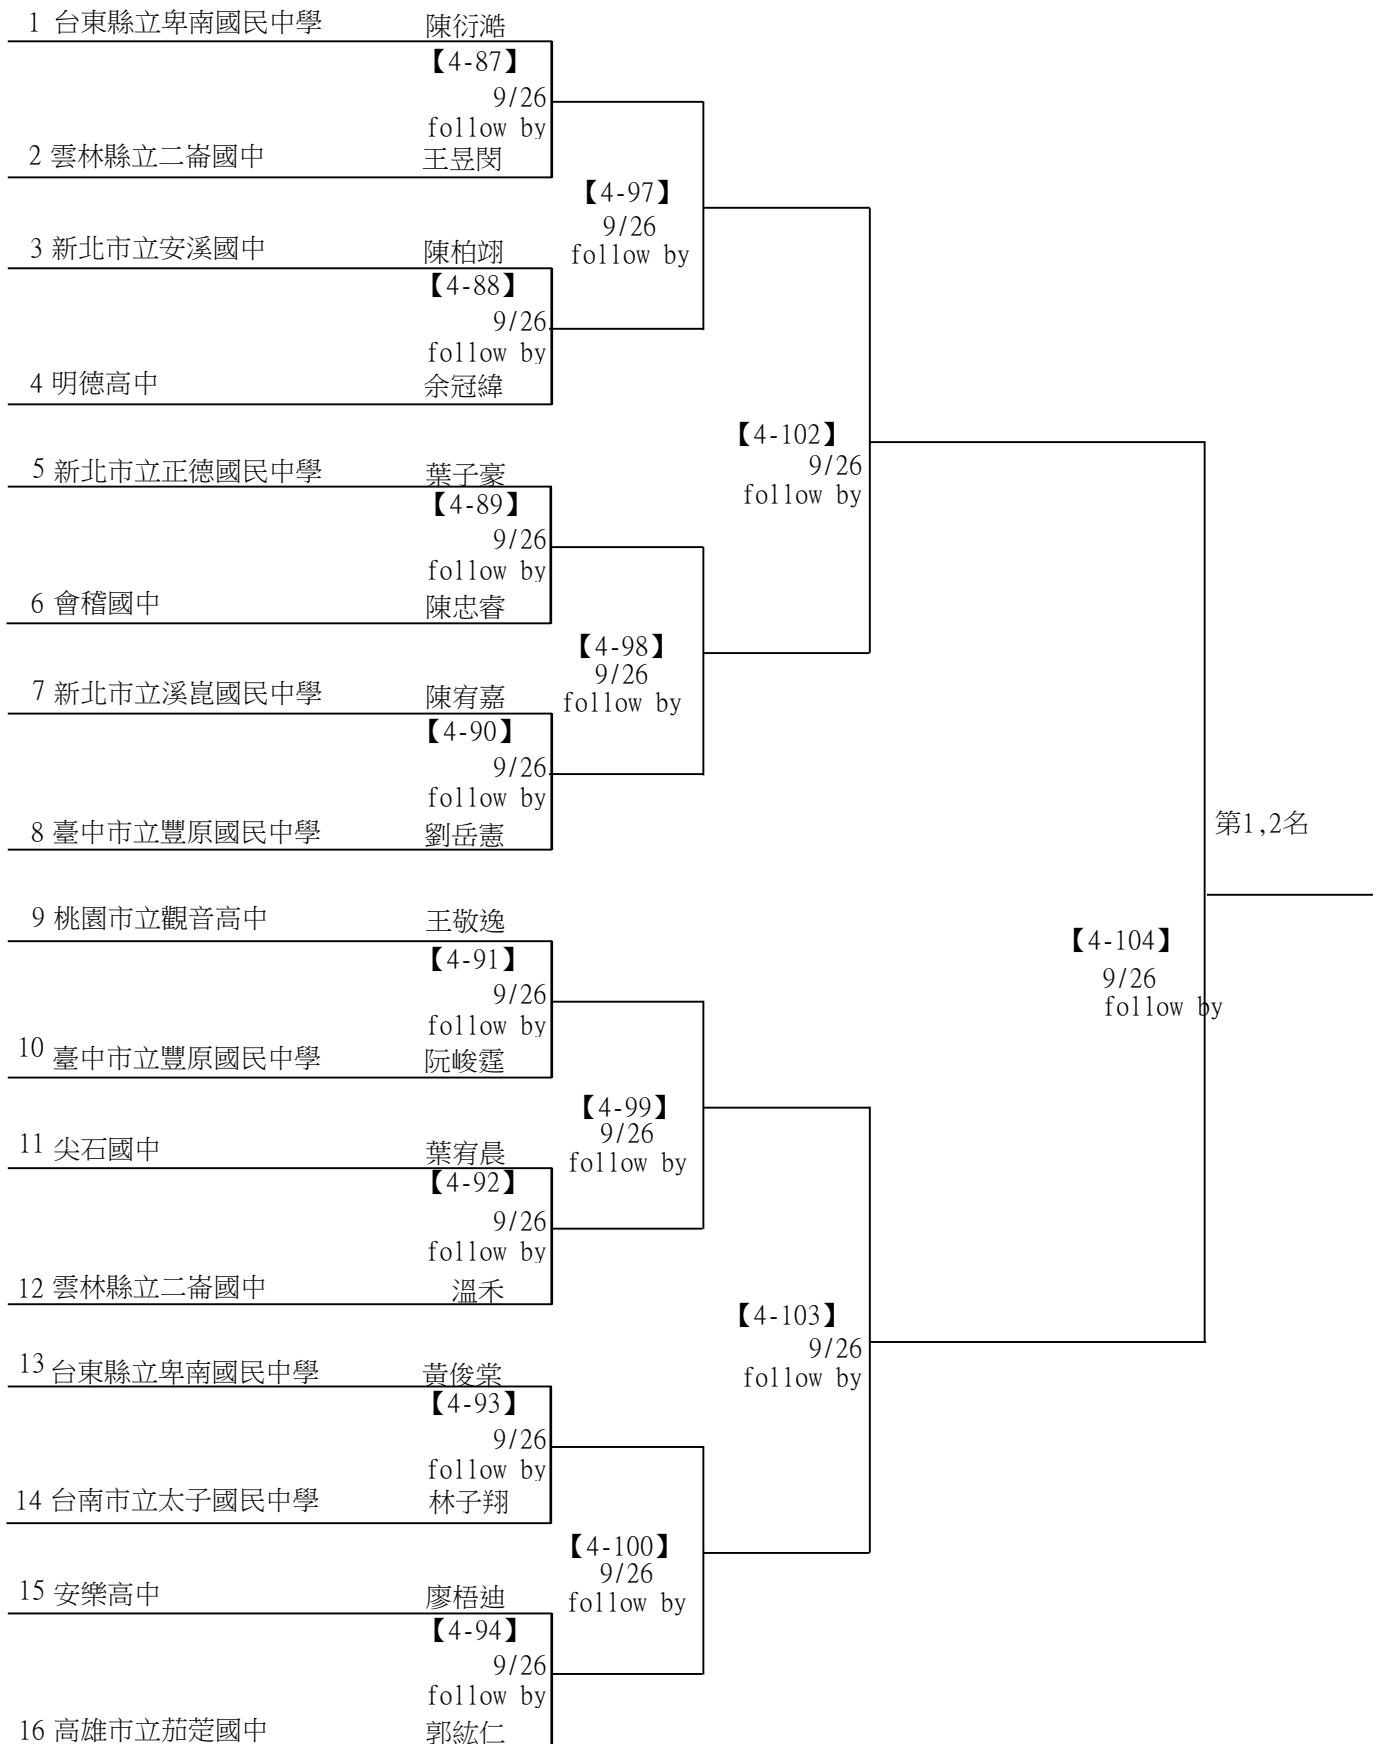 1 台東縣立卑南國民中學 陳衍澔
【4-87】
9/26
follow by
2 雲林縣立二崙國中 王昱閔
【4-97】
9/26
follow by
3 新北市立安溪國中 陳柏翊
【4-88】
9/26
follow by
4 明德高中 余冠緯
【4-102】
9/26
follow by
5 新北市立正德國民中學 葉子豪
【4-89】
9/26
follow by
6 會稽國中 陳忠睿
【4-98】
9/26
follow by
7 新北市立溪崑國民中學 陳宥嘉
【4-90】
9/26
follow by
8 臺中市立豐原國民中學 劉岳憲
第1,2名
9 桃園市立觀音高中 王敬逸
【4-104】
9/26
follow by
【4-91】
9/26
follow by
10 臺中市立豐原國民中學 阮峻霆
【4-99】
9/26
follow by
11 尖石國中 葉宥晨
【4-92】
9/26
follow by
12 雲林縣立二崙國中 溫禾
【4-103】
9/26
follow by
13 台東縣立卑南國民中學 黃俊棠
【4-93】
9/26
follow by
14 台南市立太子國民中學 林子翔
【4-100】
9/26
follow by
15 安樂高中 廖梧迪
【4-94】
9/26
follow by
16 高雄市立茄萣國中 郭紘仁